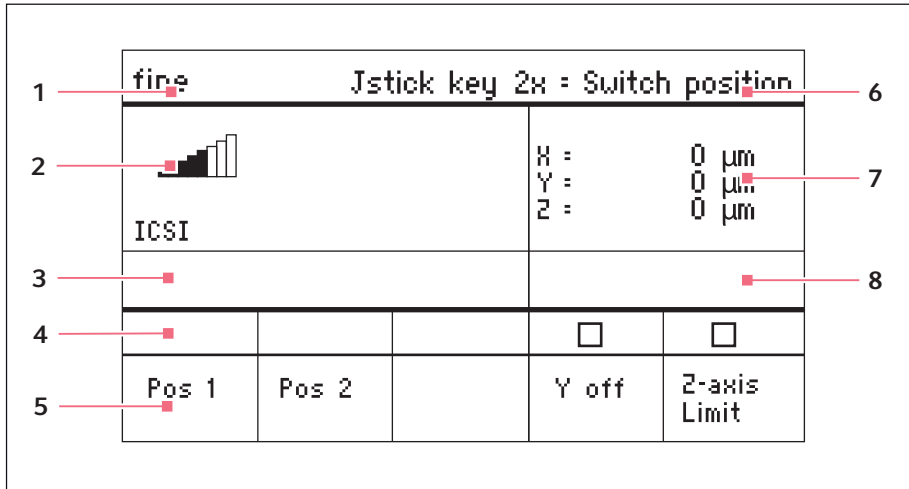 fine Jstick key 2x = Switch position
1 6
2 7
X = 0 µm
Y = 0 µm
Z = 0 µm
ICSI
3 8
4
Pos 1 Pos 2 Y off Z-axis
Limit
5